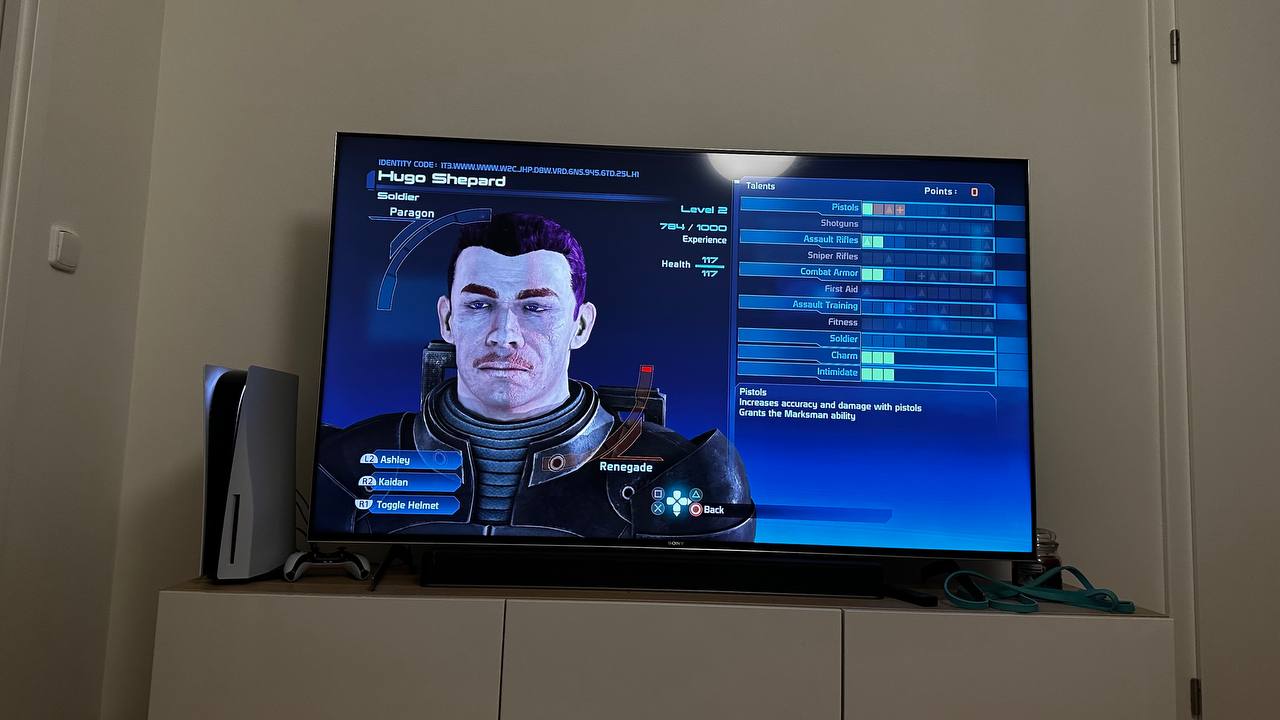 IDENTITY CODE: 1T3.WWW.WWW.W2C.JHP.D8W.VRD.6NS.945.6TD.25L.H1
Hugo Shepard
Soldier
Paragon
Level 2
784 / 1000
Experience
Health 117
117
Talents
Points: 0
Pistols
Shotguns
Assault Rifles
Sniper Rifles
Combat Armor
First Aid
Assault Training
Fitness
Soldier
Charm
Intimidate
Pistols
Increases accuracy and damage with pistols
Grants the Marksman ability
L2 Ashley
R2 Kaidan
R1 Toggle Helmet
Renegade
Back
SONY